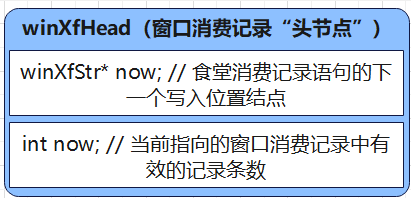 winXfHead（窗口消费记录“头节点”）
winXfStr* now; // 食堂消费记录语句的下
一个写入位置结点
int now; // 当前指向的窗口消费记录中有
效的记录条数